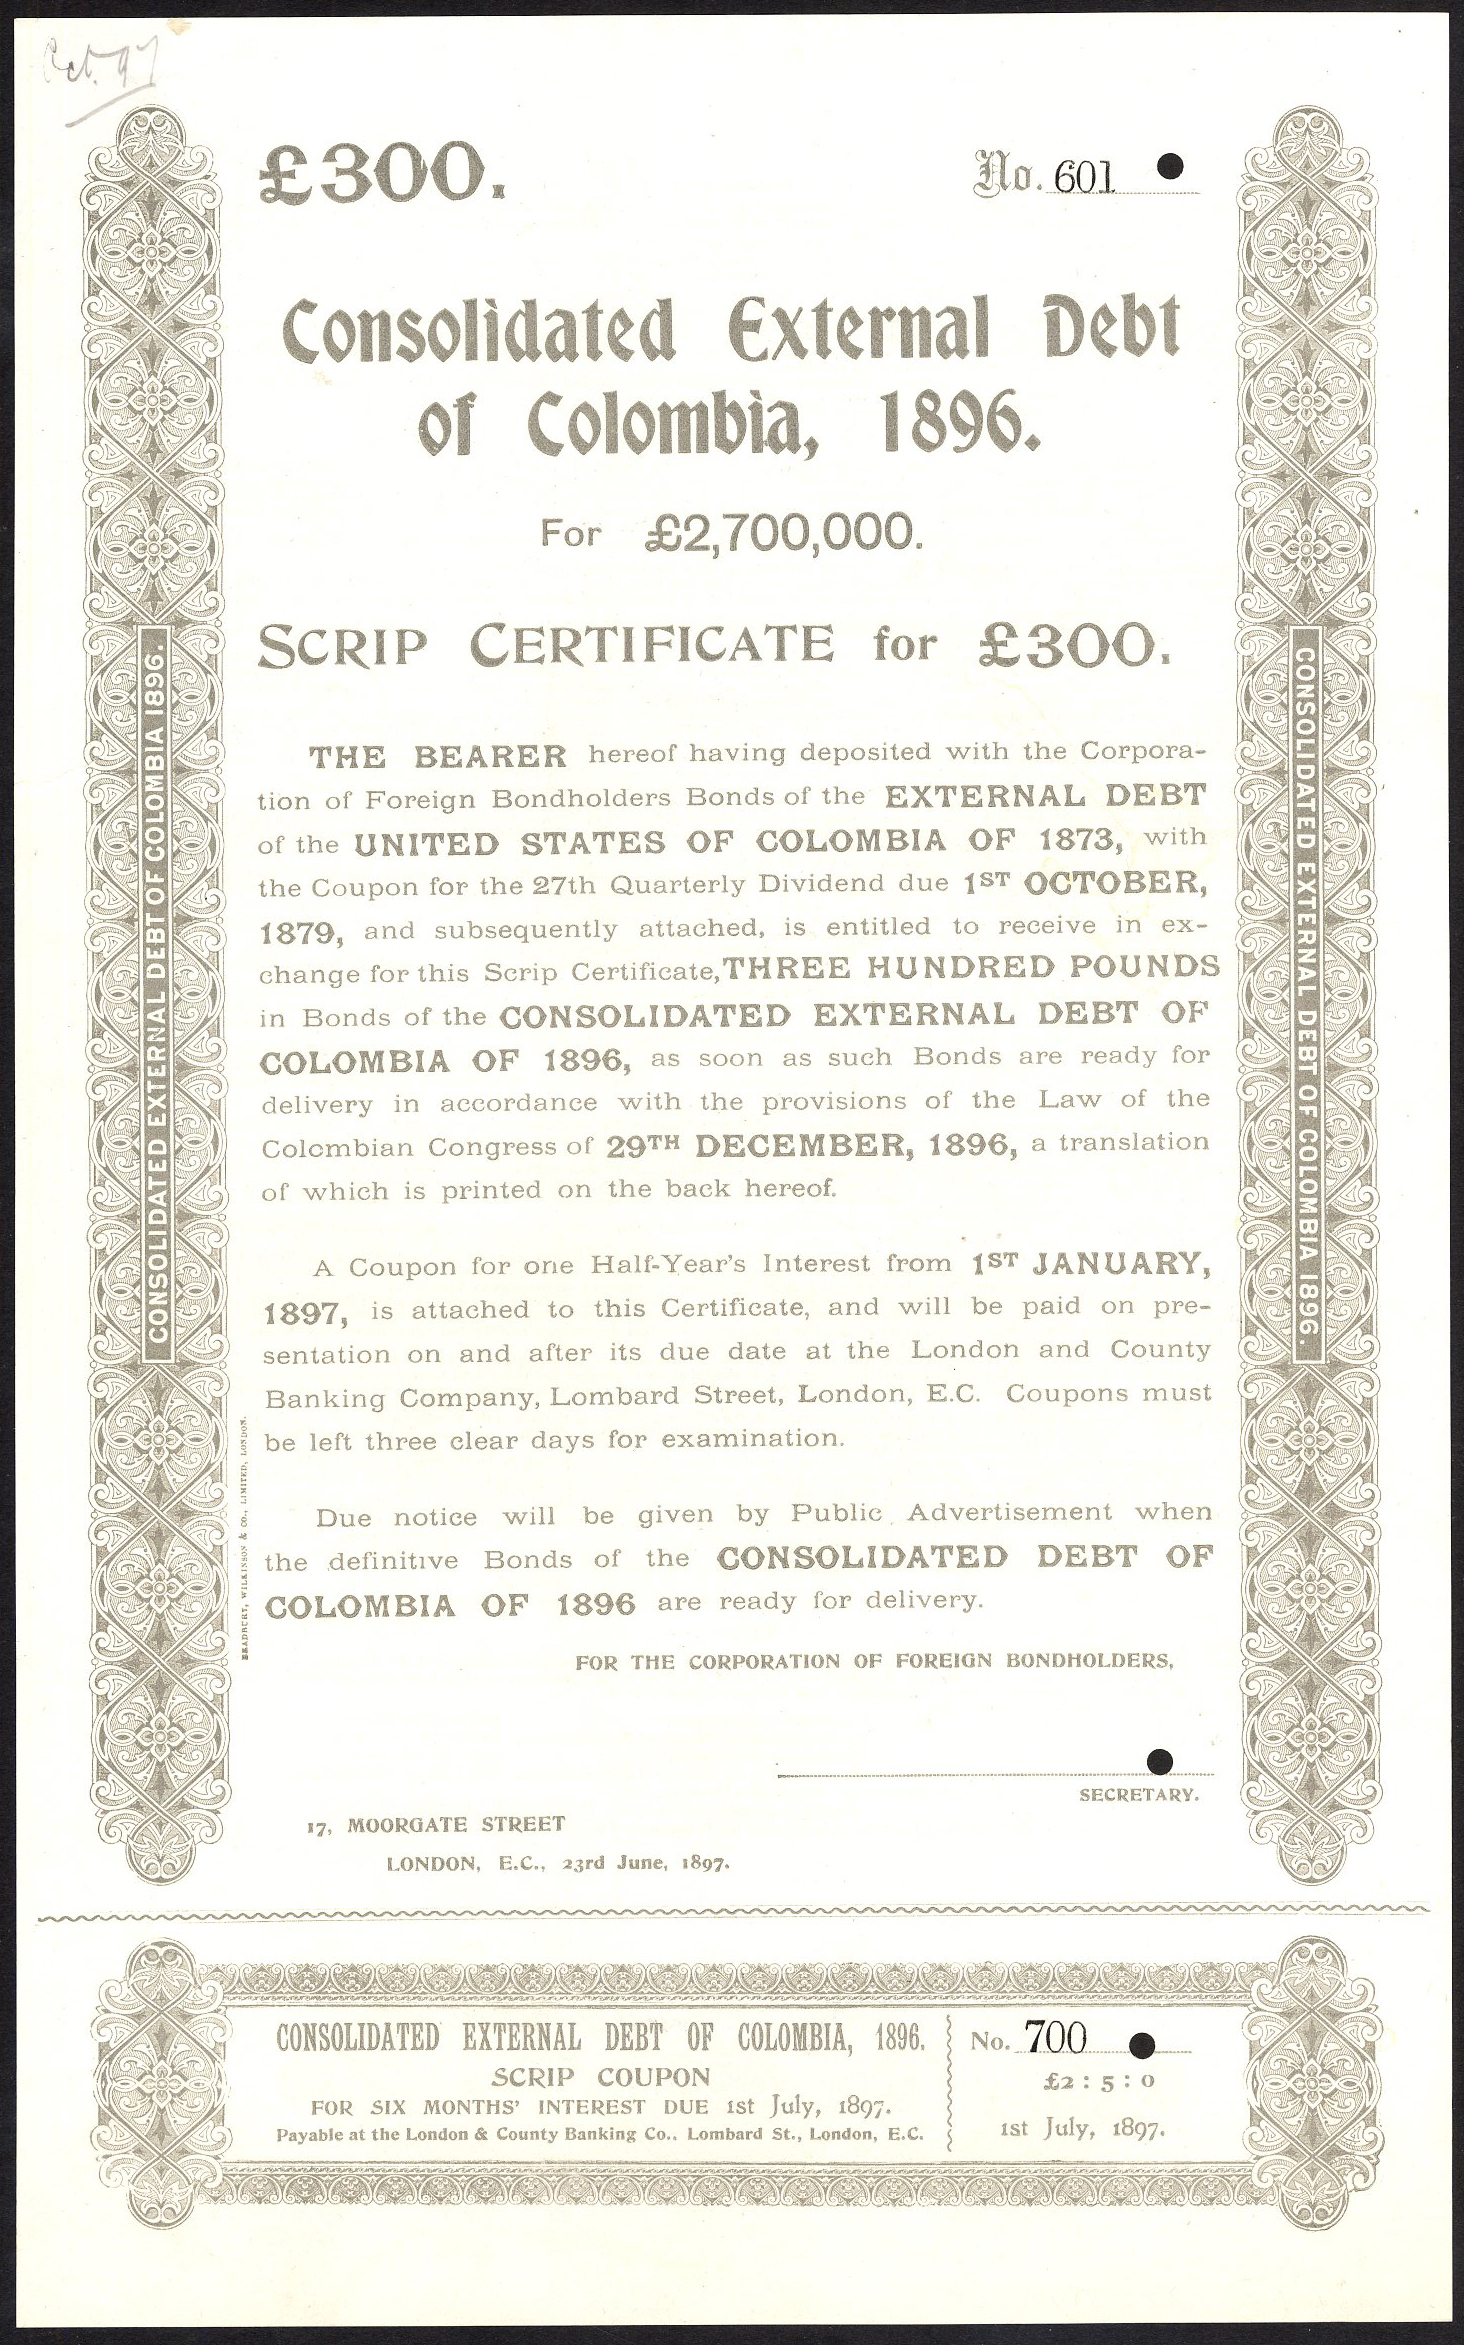 Oct. 97
£300.
No. 601
Consolidated External Debt
of Colombia, 1896.
For £2,700,000.
SCRIP CERTIFICATE for £300.
THE BEARER hereof having deposited with the Corpora-
tion of Foreign Bondholders Bonds of the EXTERNAL DEBT
of the UNITED STATES OF COLOMBIA OF 1873, with
the Coupon for the 27th Quarterly Dividend due 1ST OCTOBER,
1879, and subsequently attached, is entitled to receive in ex-
change for this Scrip Certificate, THREE HUNDRED POUNDS
in Bonds of the CONSOLIDATED EXTERNAL DEBT OF
COLOMBIA OF 1896, as soon as such Bonds are ready for
delivery in accordance with the provisions of the Law of the
Colombian Congress of 29TH DECEMBER, 1896, a translation
of which is printed on the back hereof.
A Coupon for one Half-Year's Interest from 1ST JANUARY,
1897, is attached to this Certificate, and will be paid on pre-
sentation on and after its due date at the London and County
Banking Company, Lombard Street, London, E.C. Coupons must
be left three clear days for examination.
Due notice will be given by Public Advertisement when
the definitive Bonds of the CONSOLIDATED DEBT OF
COLOMBIA OF 1896 are ready for delivery.
FOR THE CORPORATION OF FOREIGN BONDHOLDERS,
SECRETARY.
17, MOORGATE STREET
LONDON, E.C., 23rd June, 1897.
CONSOLIDATED EXTERNAL DEBT OF COLOMBIA 1896.
CONSOLIDATED EXTERNAL DEBT OF COLOMBIA 1896.
BRADBURY, WILKINSON & CO., LIMITED, LONDON.
CONSOLIDATED EXTERNAL DEBT OF COLOMBIA, 1896.
SCRIP COUPON
FOR SIX MONTHS' INTEREST DUE 1st July, 1897.
Payable at the London & County Banking Co., Lombard St., London, E.C.
No. 700
£2 : 5 : 0
1st July, 1897.